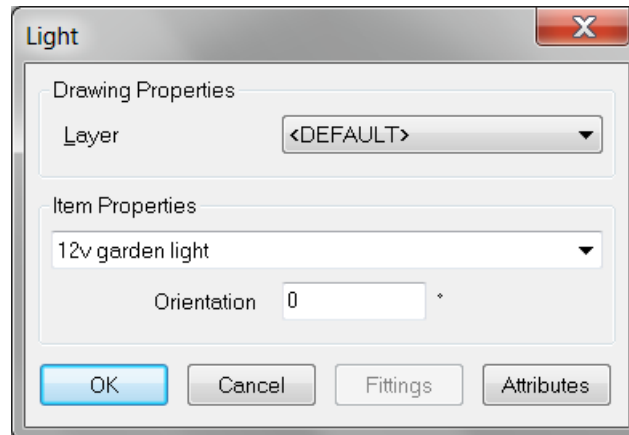 Light
X
Drawing Properties
Layer <DEFAULT>
Item Properties
12v garden light
Orientation 0 °
OK Cancel Fittings Attributes